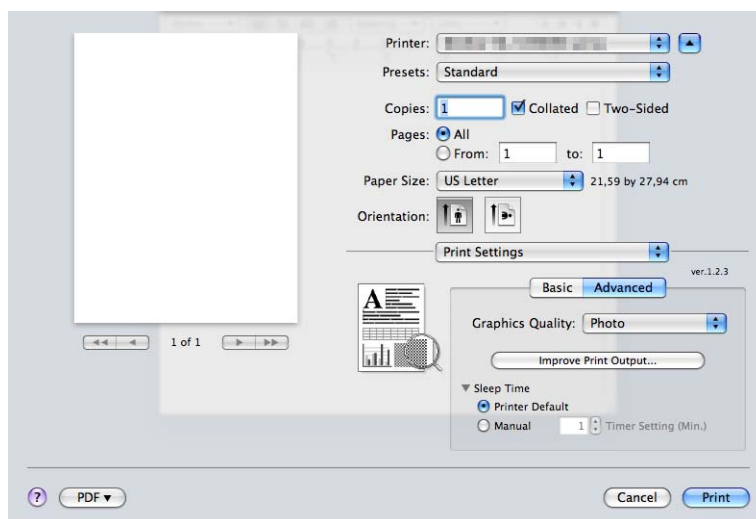 Printer:
Presets: Standard
Copies: 1 Collated Two-Sided
Pages: All
From: 1 to: 1
Paper Size: US Letter 21,59 by 27,94 cm
Orientation:
Print Settings
ver.1.2.3
Basic Advanced
A
Graphics Quality: Photo
1 of 1
Improve Print Output...
Sleep Time
Printer Default
Manual 1 Timer Setting (Min.)
? PDF Cancel Print